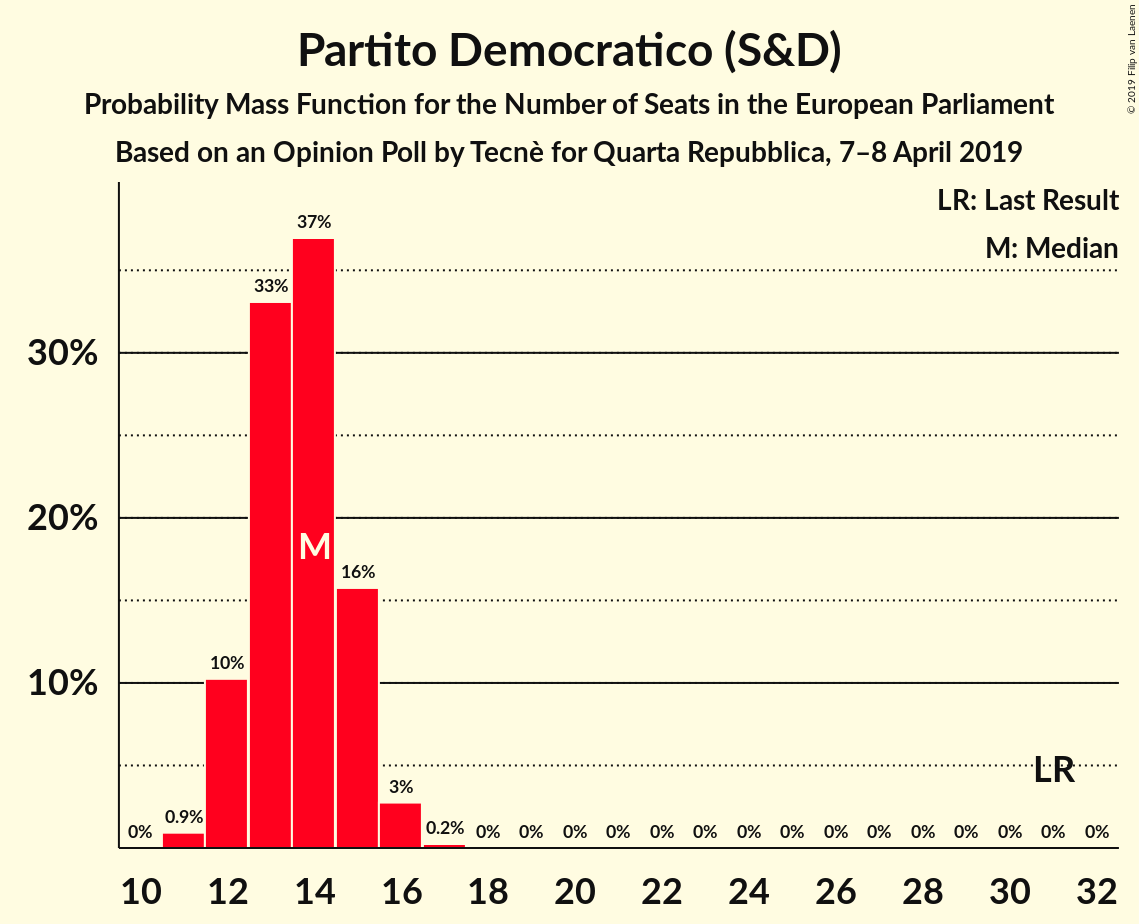 Partito Democratico (S&D)
Probability Mass Function for the Number of Seats in the European Parliament
Based on an Opinion Poll by Tecnè for Quarta Repubblica, 7–8 April 2019
© 2019 Filip van Laenen
LR: Last Result
M: Median
37%
33%
30%
20%
M
16%
10%
10%
LR
3%
0.9%
0% 0.2% 0% 0% 0% 0% 0% 0% 0% 0% 0% 0% 0% 0% 0% 0% 0%
10 12 14 16 18 20 22 24 26 28 30 32